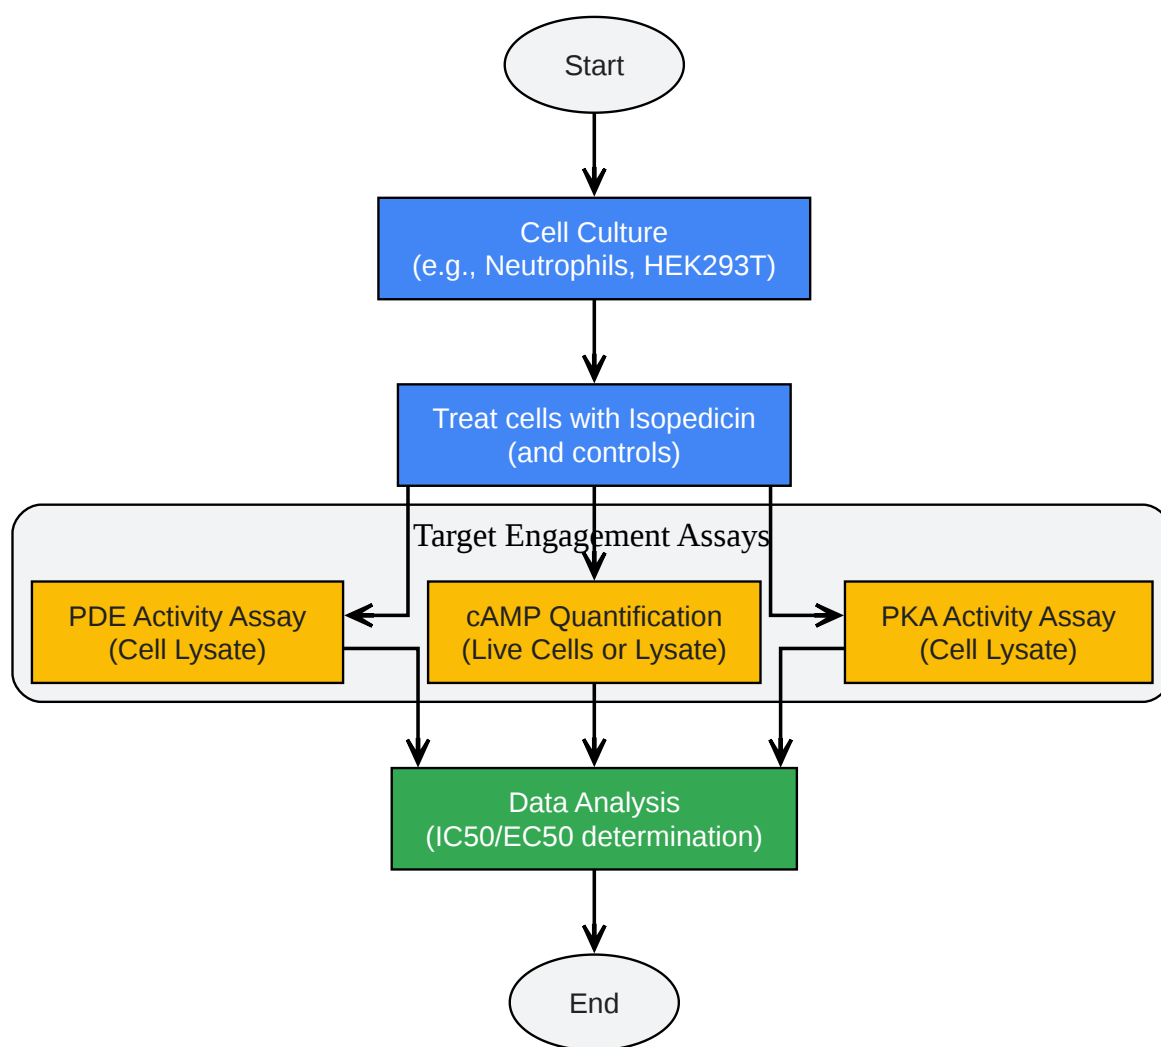 Start
Cell Culture
(e.g., Neutrophils, HEK293T)
Treat cells with Isopedicin
(and controls)
Target Engagement Assays
PDE Activity Assay
(Cell Lysate)
cAMP Quantification
(Live Cells or Lysate)
PKA Activity Assay
(Cell Lysate)
Data Analysis
(IC50/EC50 determination)
End